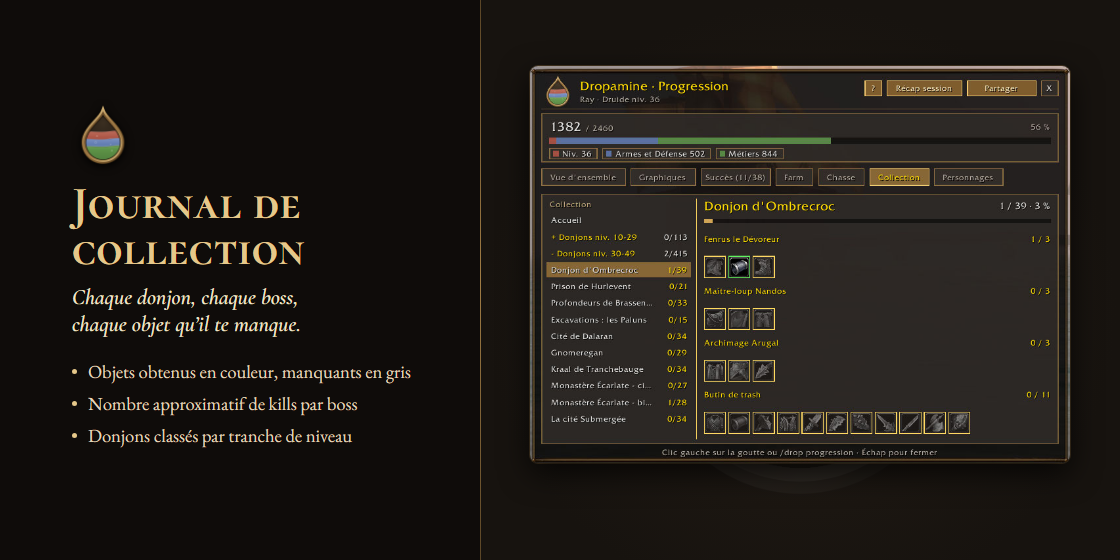 Journal de
collection
Chaque donjon, chaque boss,
chaque objet qu’il te manque.
• Objets obtenus en couleur, manquants en gris
• Nombre approximatif de kills par boss
• Donjons classés par tranche de niveau
Dropamine · Progression
Ray · Druide niv. 36
?
Récap session
Partager
X
1382 / 2460
56 %
Niv. 36
Armes et Défense 502
Métiers 844
Vue d'ensemble
Graphiques
Succès (11/38)
Farm
Chasse
Collection
Personnages
Collection
Accueil
+ Donjons niv. 10-29 0/113
- Donjons niv. 30-49 2/415
Donjon d'Ombrecroc 1/39
Prison de Hurlevent 0/21
Profondeurs de Brassen... 0/33
Excavations : les Paluns 0/15
Cité de Dalaran 0/34
Gnomeregan 0/29
Kraal de Tranchebauge 0/34
Monastère Écarlate - ci... 0/27
Monastère Écarlate - bi... 1/28
La cité Submergée 0/34
Donjon d'Ombrecroc 1 / 39 · 3 %
Fenrus le Dévoreur 1 / 3
Maître-loup Nandos 0 / 3
Archimage Arugal 0 / 3
Butin de trash 0 / 11
Clic gauche sur la goutte ou /drop progression · Échap pour fermer